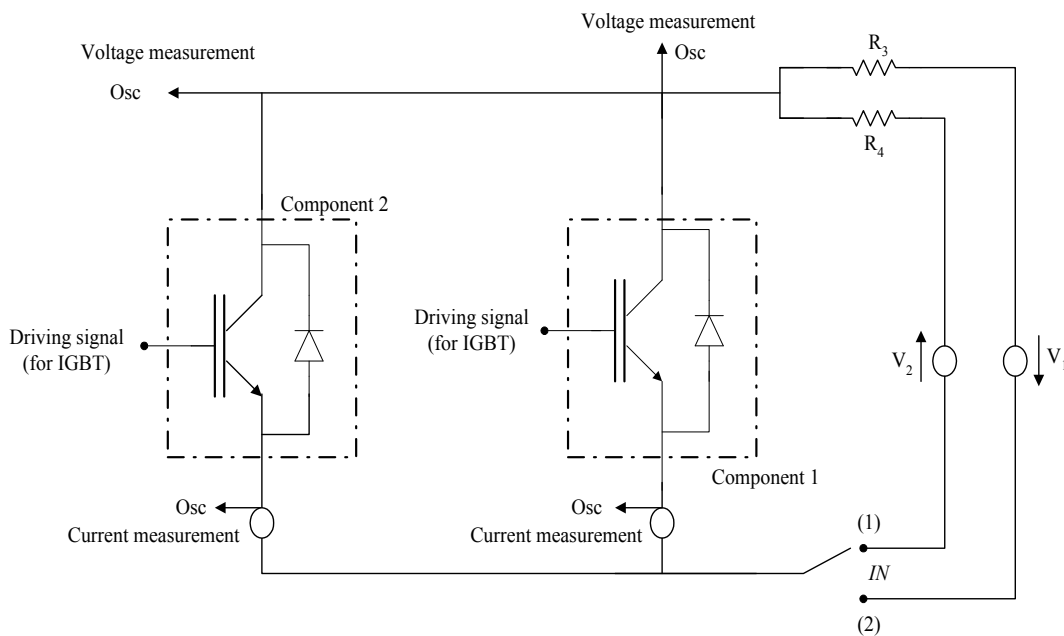 Voltage measurement
Osc
Voltage measurement
Osc
R3
R4
Component 2
Driving signal
(for IGBT)
Driving signal
(for IGBT)
V2
V
Component 1
Osc
Current measurement
Osc
Current measurement
(1)
IN
(2)